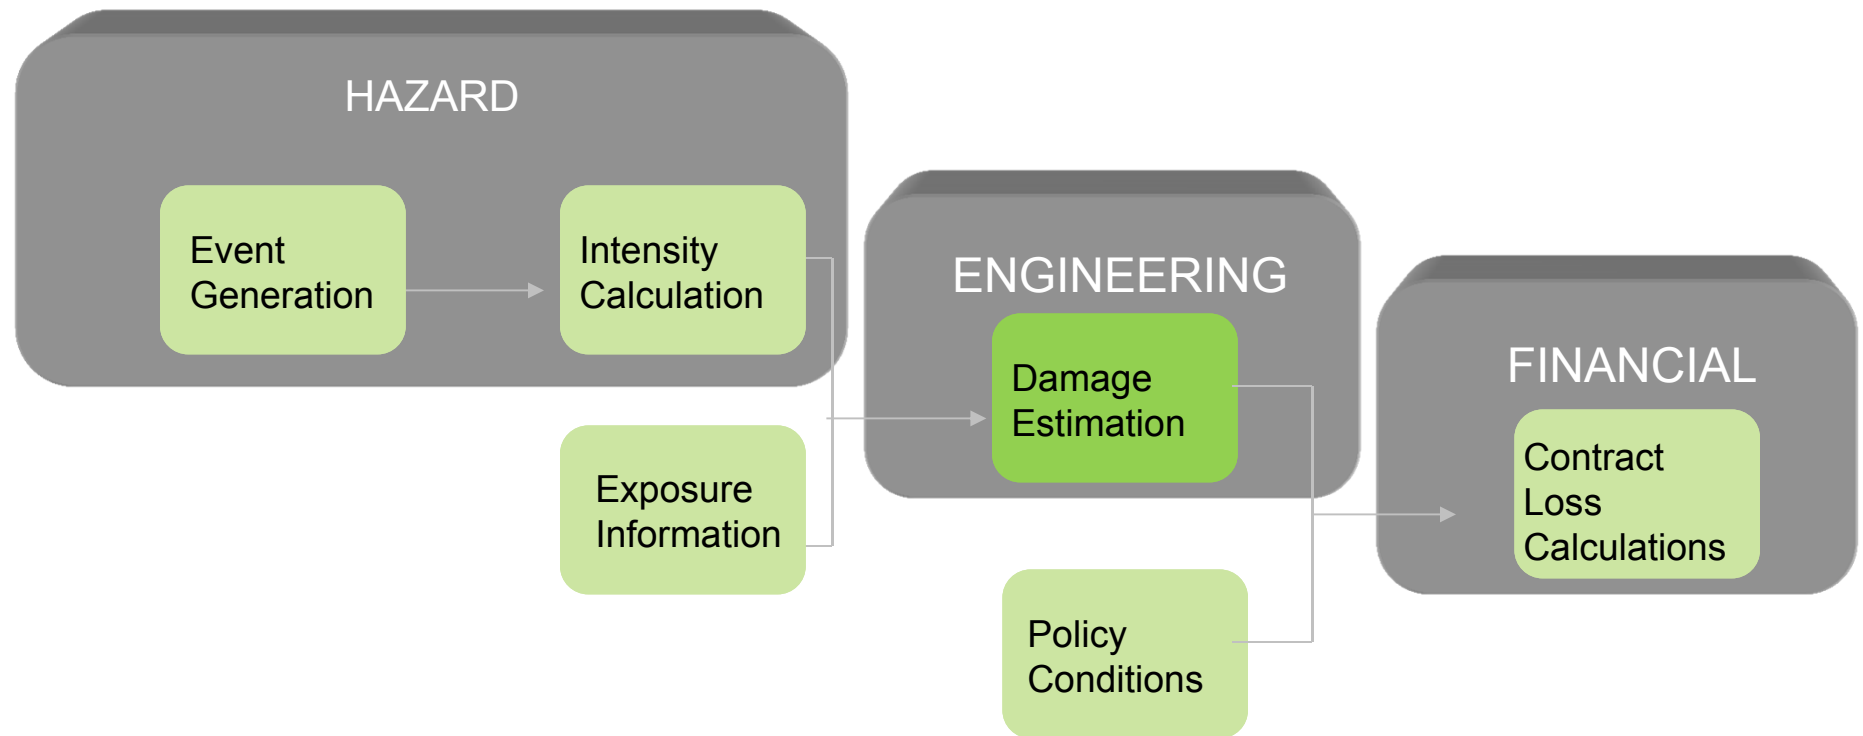 HAZARD
Event
Generation
Intensity
Calculation
Exposure
Information
ENGINEERING
Damage
Estimation
Policy
Conditions
FINANCIAL
Contract
Loss
Calculations